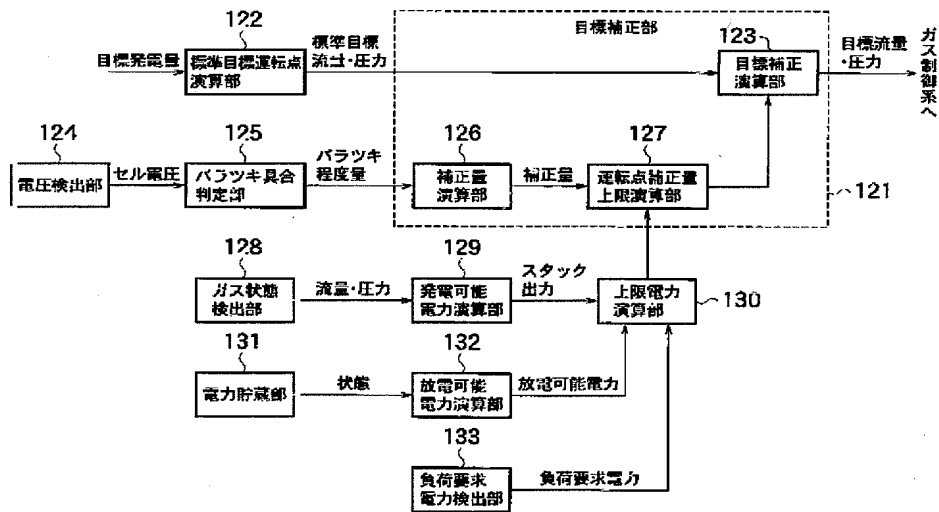 122
目標発電量
標準目標運転点
演算部
標準目標
流量・圧力
目標補正部
123
目標補正
演算部
目標流量
・圧力
ガス制御系へ
124
電圧検出部
セル電圧
125
バラツキ具合
判定部
バラツキ
程度量
126
補正量
演算部
補正量
127
運転点補正量
上限演算部
121
128
ガス状態
検出部
流量・圧力
129
発電可能
電力演算部
スタック
出力
上限電力
演算部
130
131
電力貯蔵部
状態
132
放電可能
電力演算部
放電可能電力
133
負荷要求
電力検出部
負荷要求電力